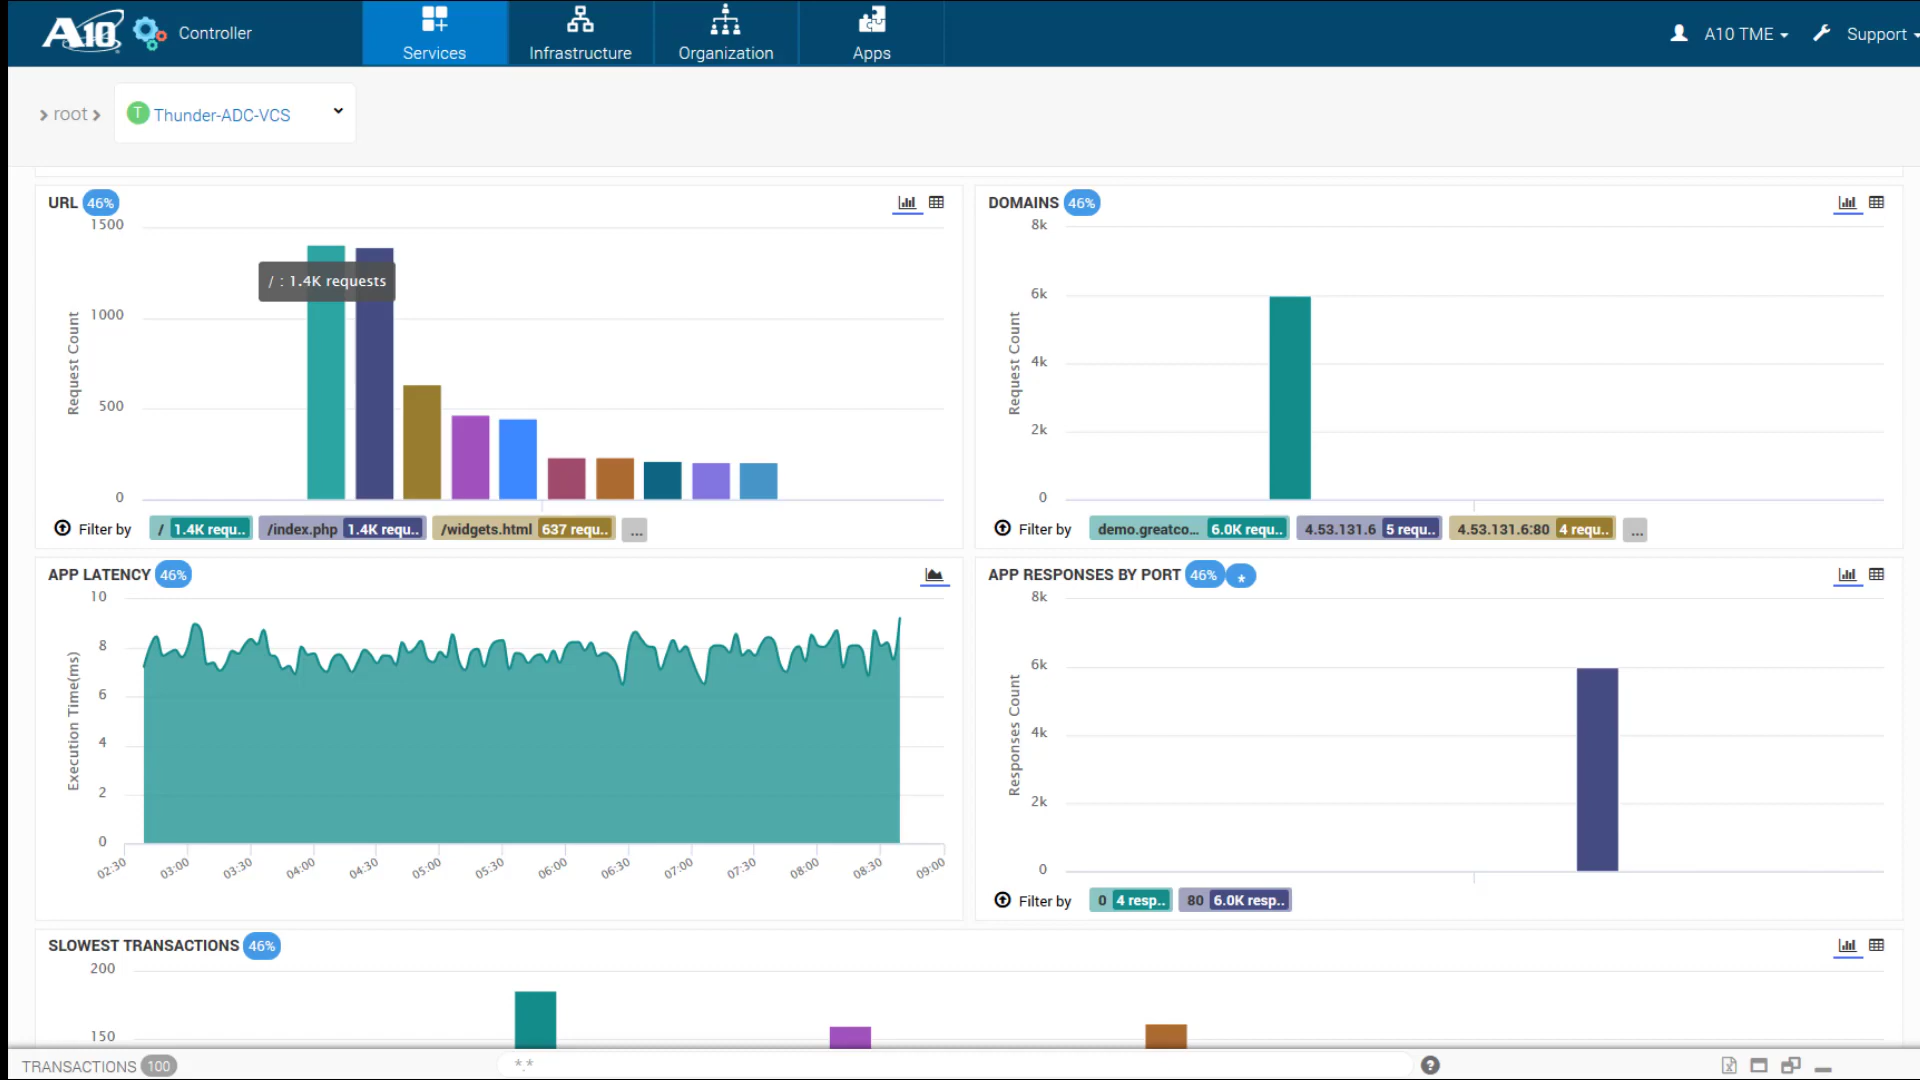 A10 Controller
Services
Infrastructure
Organization
Apps
A10 TME
Support
root
T Thunder-ADC-VCS
URL 46%
1500
1000
500
0
Request Count
/ : 1.4K requests
Filter by / 1.4K requ.. /index.php 1.4K requ.. /widgets.html 637 requ.. ...
DOMAINS 46%
8k
6k
4k
2k
0
Request Count
Filter by demo.greatco... 6.0K requ.. 4.53.131.6 5 requ.. 4.53.131.6:80 4 requ.. ...
APP LATENCY 46%
10
8
6
4
2
0
Execution Time(ms)
02:30 03:00 03:30 04:00 04:30 05:00 05:30 06:00 06:30 07:00 07:30 08:00 08:30 09:00
APP RESPONSES BY PORT 46% *
8k
6k
4k
2k
0
Responses Count
Filter by 0 4 resp.. 80 6.0K resp..
SLOWEST TRANSACTIONS 46%
200
150
TRANSACTIONS 100
*.*
?